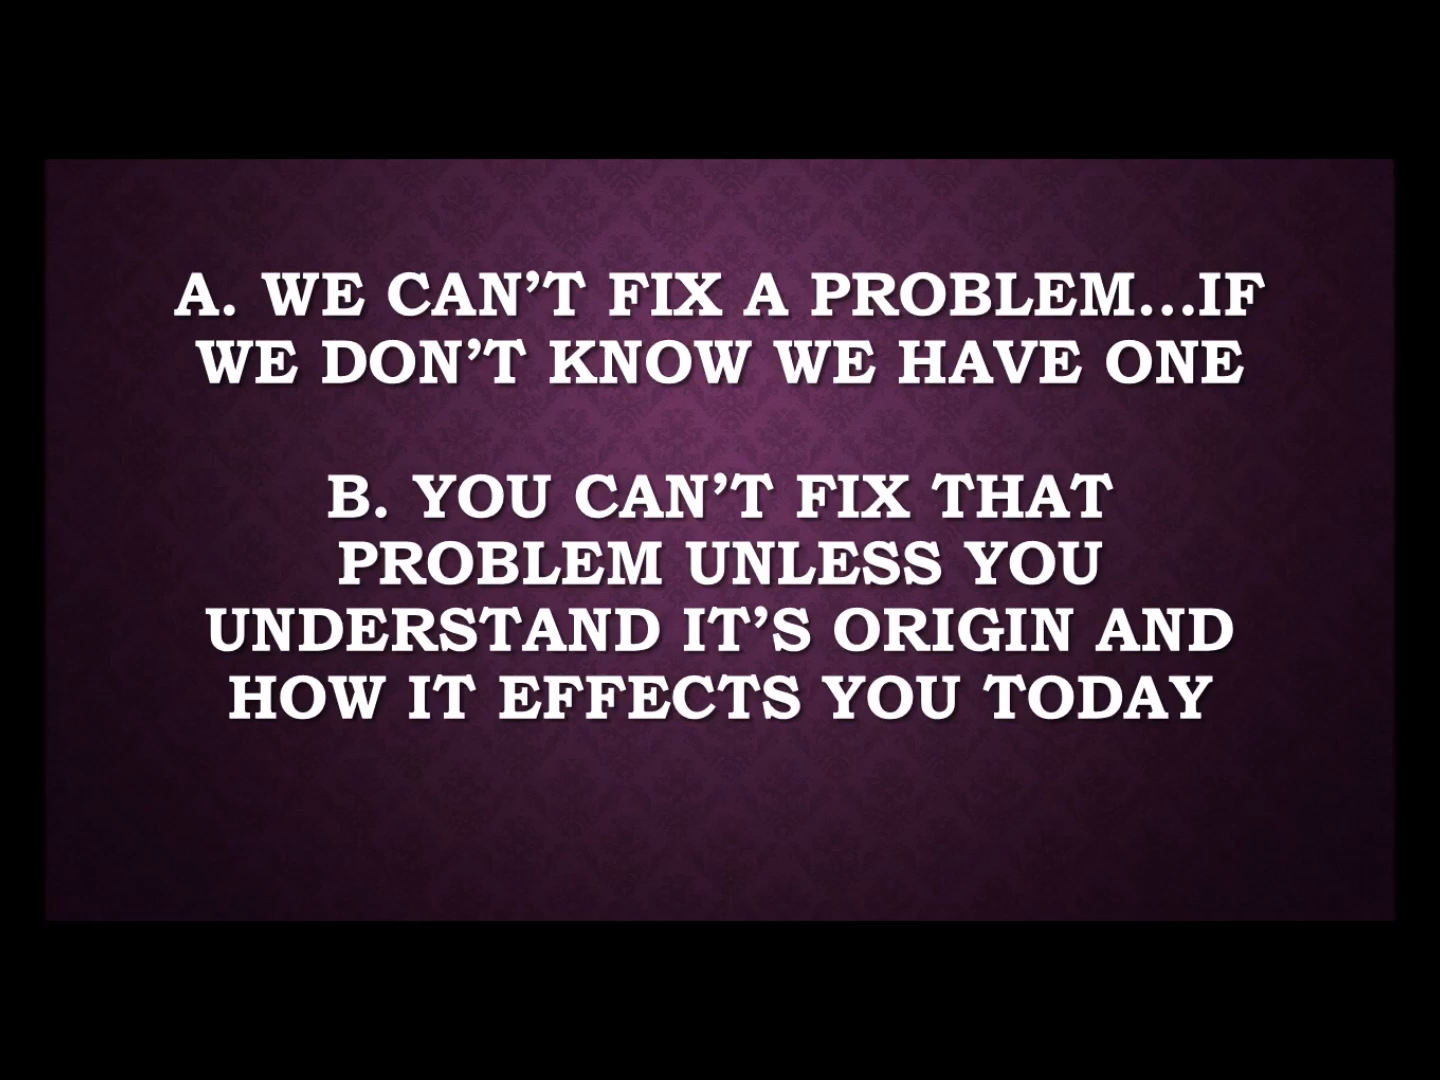 A. WE CAN’T FIX A PROBLEM...IF
WE DON’T KNOW WE HAVE ONE
B. YOU CAN’T FIX THAT
PROBLEM UNLESS YOU
UNDERSTAND IT’S ORIGIN AND
HOW IT EFFECTS YOU TODAY